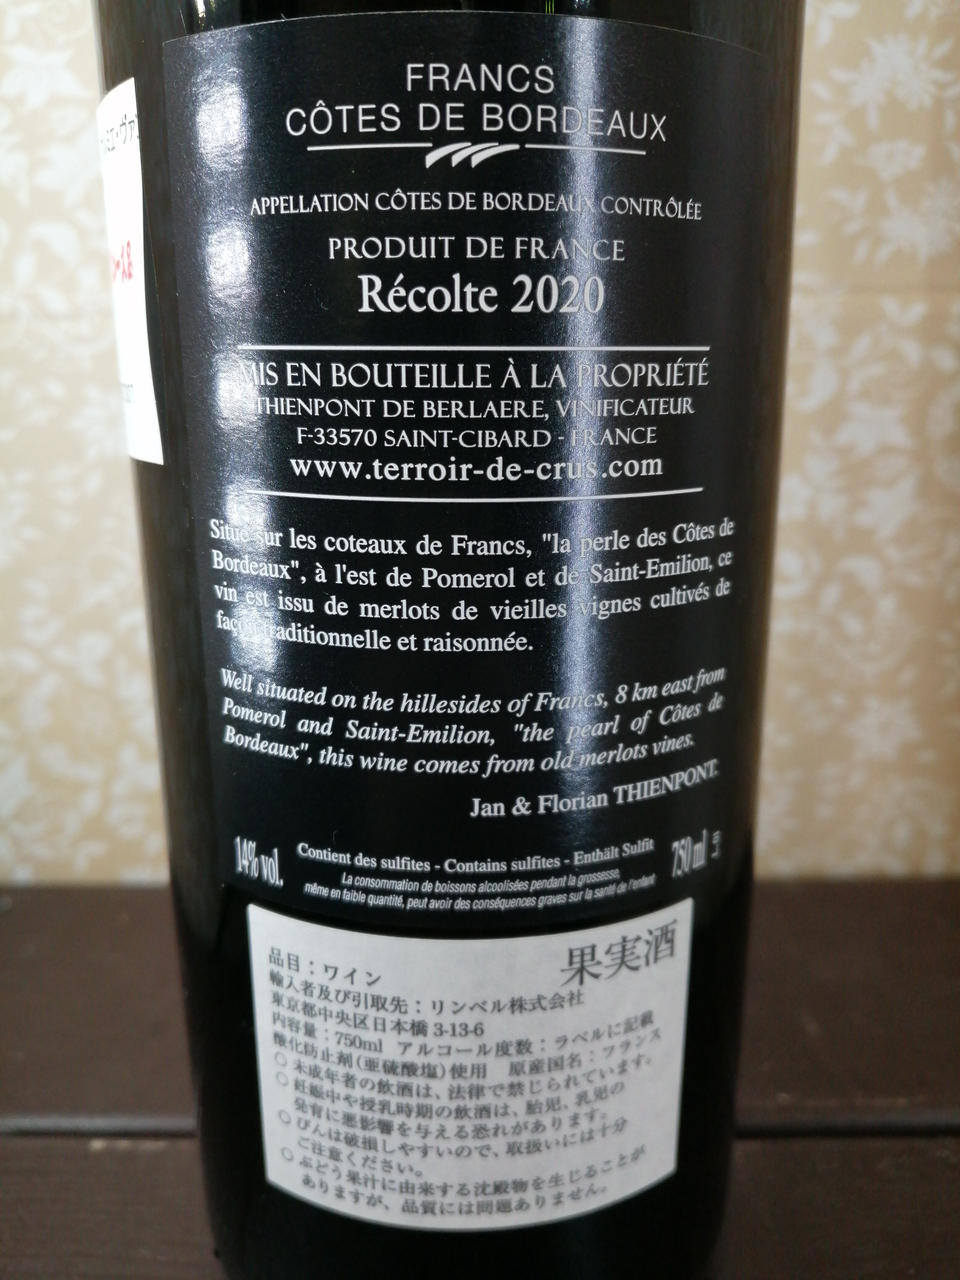 FRANCS
CÔTES DE BORDEAUX
APPELLATION CÔTES DE BORDEAUX CONTRÔLÉE
PRODUIT DE FRANCE
Récolte 2020
MIS EN BOUTEILLE À LA PROPRIÉTÉ
THIENPONT DE BERLAERE, VINIFICATEUR
F-33570 SAINT-CIBARD - FRANCE
www.terroir-de-crus.com
Situé sur les coteaux de Francs, "la perle des Côtes de
Bordeaux", à l'est de Pomerol et de Saint-Emilion, ce
vin est issu de merlots de vieilles vignes cultivés de
façon traditionnelle et raisonnée.
Well situated on the hillesides of Francs, 8 km east from
Pomerol and Saint-Emilion, "the pearl of Côtes de
Bordeaux", this wine comes from old merlots vines.
Jan & Florian THIENPONT.
14% vol.
Contient des sulfites - Contains sulfites - Enthält Sulfit
La consommation de boissons alcoolisées pendant la grossesse,
même en faible quantité, peut avoir des conséquences graves sur la santé de l'enfant
750 ml
果実酒
品目：ワイン
輸入者及び引取先：リンベル株式会社
東京都中央区日本橋 3-13-6
内容量：750ml アルコール度数：ラベルに記載
酸化防止剤(亜硫酸塩)使用 原産国名：フランス
○ 未成年者の飲酒は、法律で禁じられています。
○ 妊娠中や授乳時期の飲酒は、胎児、乳児の
発育に悪影響を与える恐れがあります。
○ びんは破損しやすいので、取扱いには十分
ご注意ください。
○ ぶどう果汁に由来する沈殿物を生じることが
ありますが、品質には問題ありません。